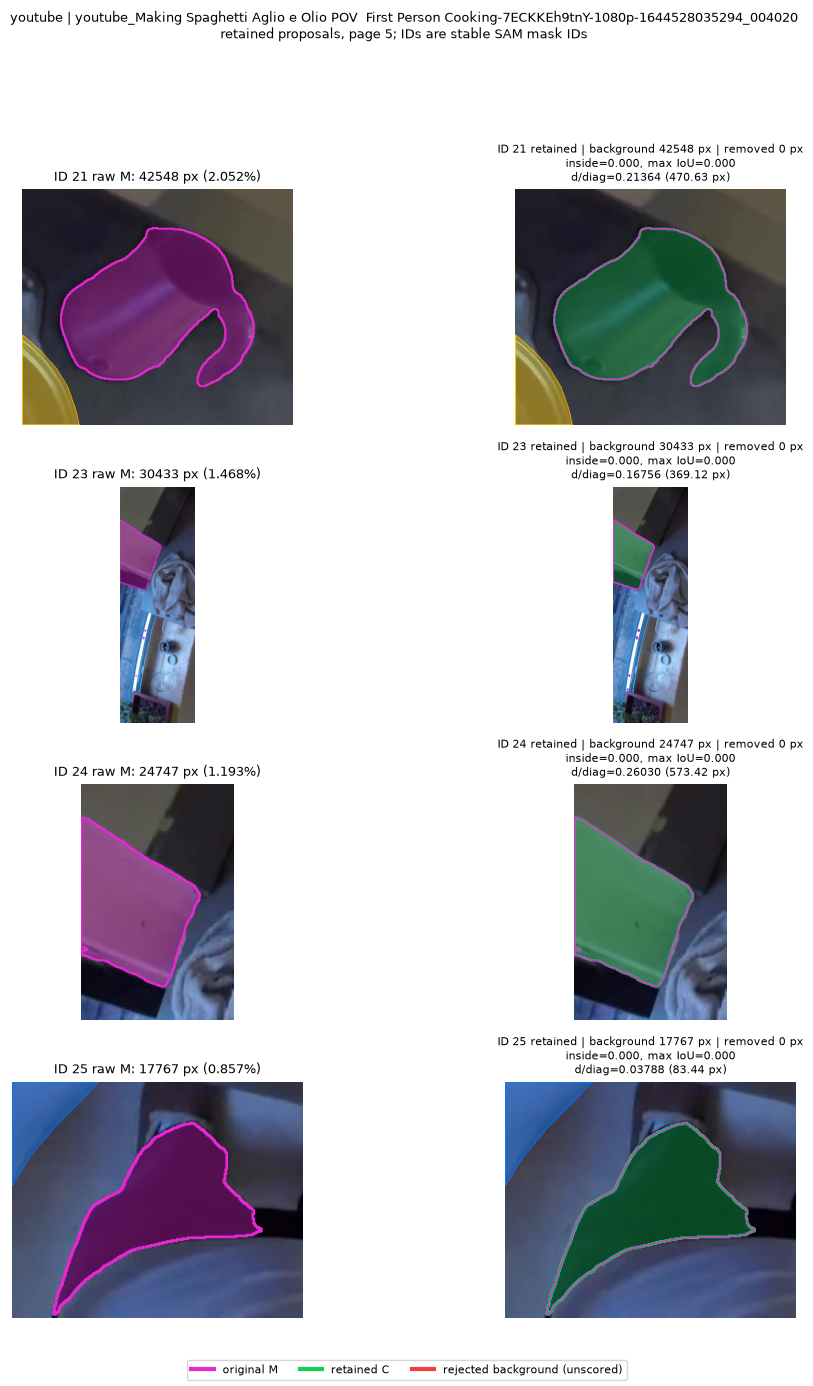 youtube | youtube_Making Spaghetti Aglio e Olio POV  First Person Cooking-7ECKKEh9tnY-1080p-1644528035294_004020
retained proposals, page 5; IDs are stable SAM mask IDs
ID 21 raw M: 42548 px (2.052%)
ID 21 retained | background 42548 px | removed 0 px
inside=0.000, max IoU=0.000
d/diag=0.21364 (470.63 px)
ID 23 raw M: 30433 px (1.468%)
ID 23 retained | background 30433 px | removed 0 px
inside=0.000, max IoU=0.000
d/diag=0.16756 (369.12 px)
ID 24 raw M: 24747 px (1.193%)
ID 24 retained | background 24747 px | removed 0 px
inside=0.000, max IoU=0.000
d/diag=0.26030 (573.42 px)
ID 25 raw M: 17767 px (0.857%)
ID 25 retained | background 17767 px | removed 0 px
inside=0.000, max IoU=0.000
d/diag=0.03788 (83.44 px)
original M
retained C
rejected background (unscored)